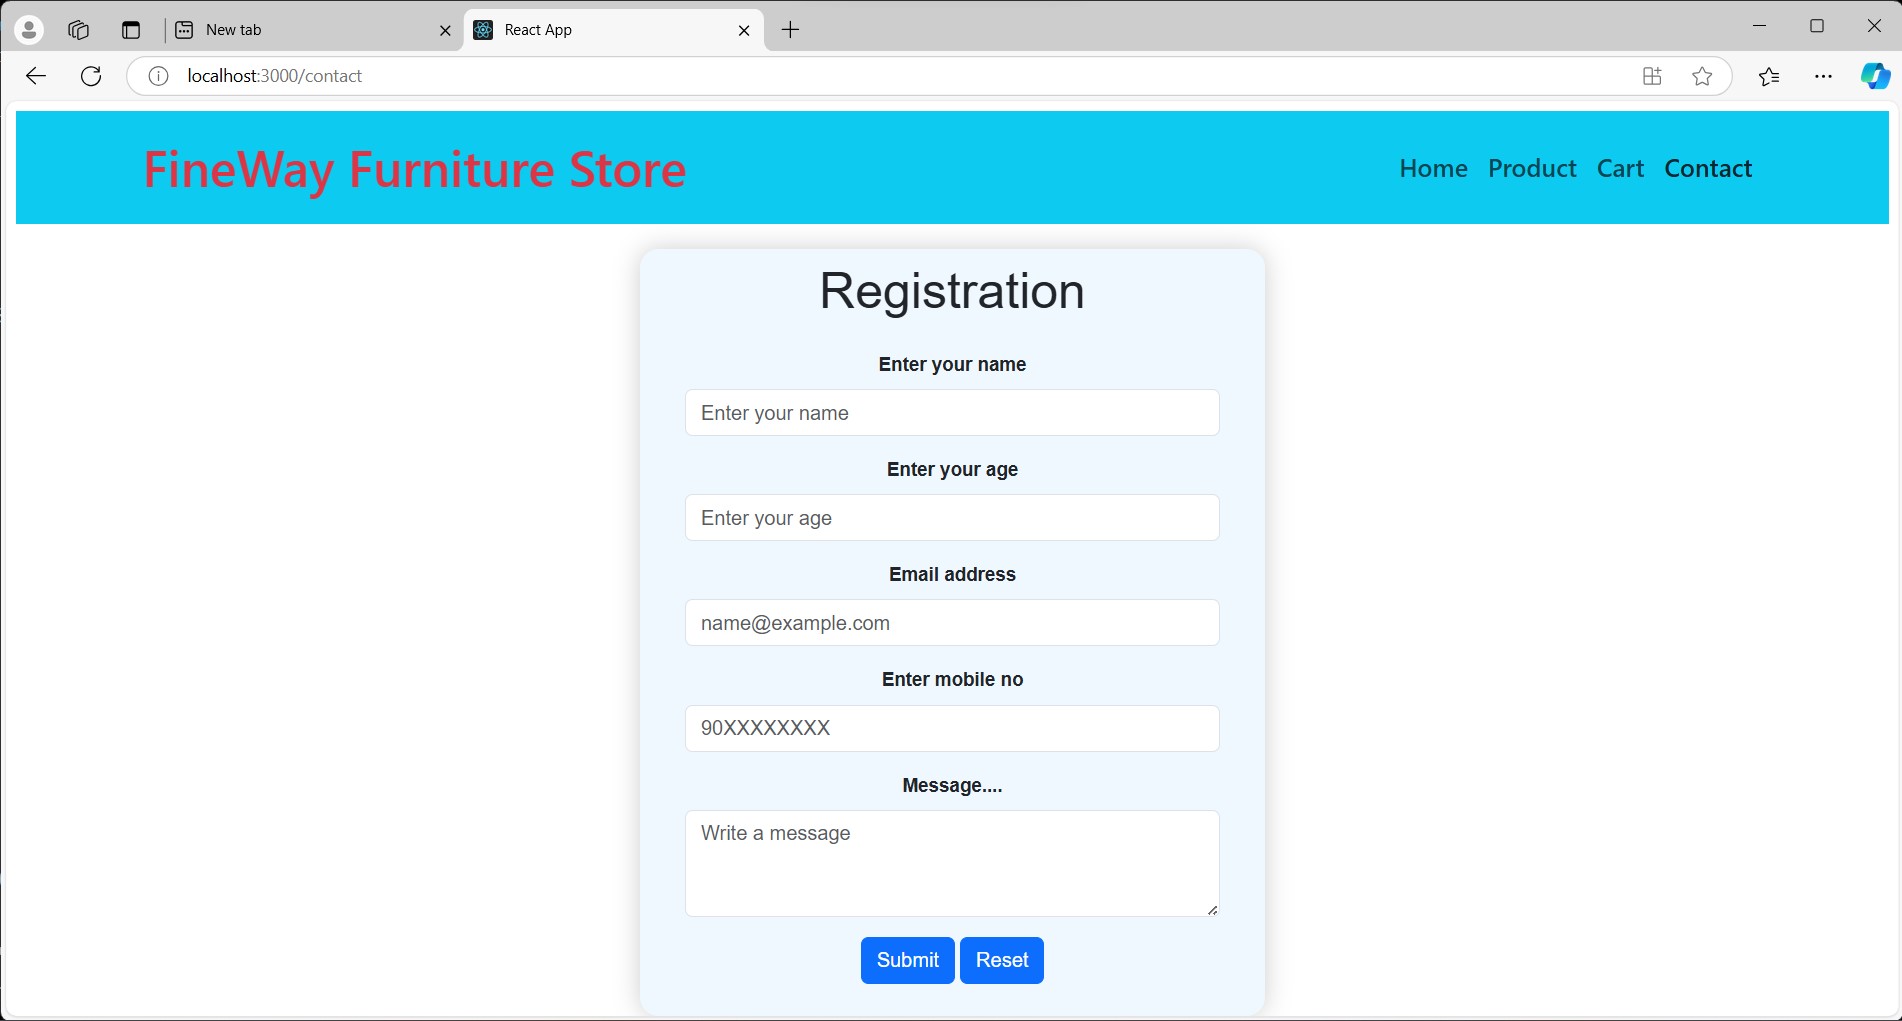 New tab
React App
localhost:3000/contact
FineWay Furniture Store
Home Product Cart Contact
Registration
Enter your name
Enter your name
Enter your age
Enter your age
Email address
name@example.com
Enter mobile no
90XXXXXXXX
Message....
Write a message
Submit Reset